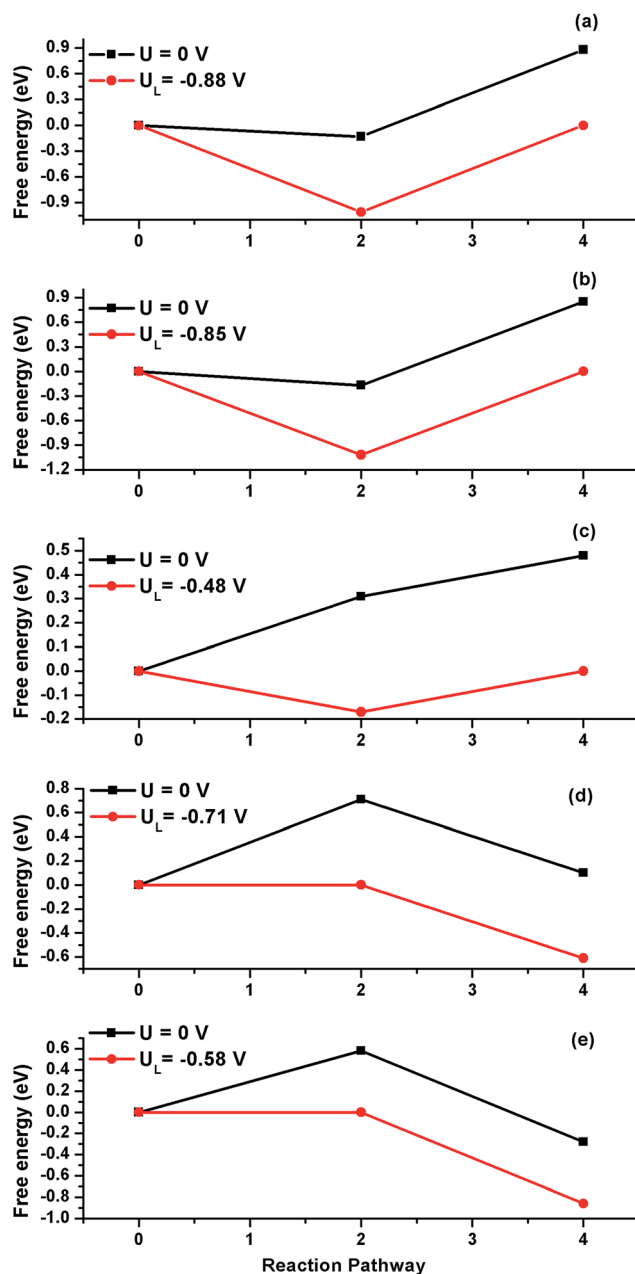 (a)
U = 0 V
U_L= -0.88 V
Free energy (eV)
0.9
0.6
0.3
0.0
-0.3
-0.6
-0.9
0 1 2 3 4
(b)
U = 0 V
U_L= -0.85 V
Free energy (eV)
0.9
0.6
0.3
0.0
-0.3
-0.6
-0.9
-1.2
0 1 2 3 4
(c)
U = 0 V
U_L= -0.48 V
Free energy (eV)
0.5
0.4
0.3
0.2
0.1
0.0
-0.1
-0.2
0 1 2 3 4
(d)
U = 0 V
U_L= -0.71 V
Free energy (eV)
0.8
0.6
0.4
0.2
0.0
-0.2
-0.4
-0.6
0 1 2 3 4
(e)
U = 0 V
U_L= -0.58 V
Free energy (eV)
0.6
0.4
0.2
0.0
-0.2
-0.4
-0.6
-0.8
-1.0
0 1 2 3 4
Reaction Pathway